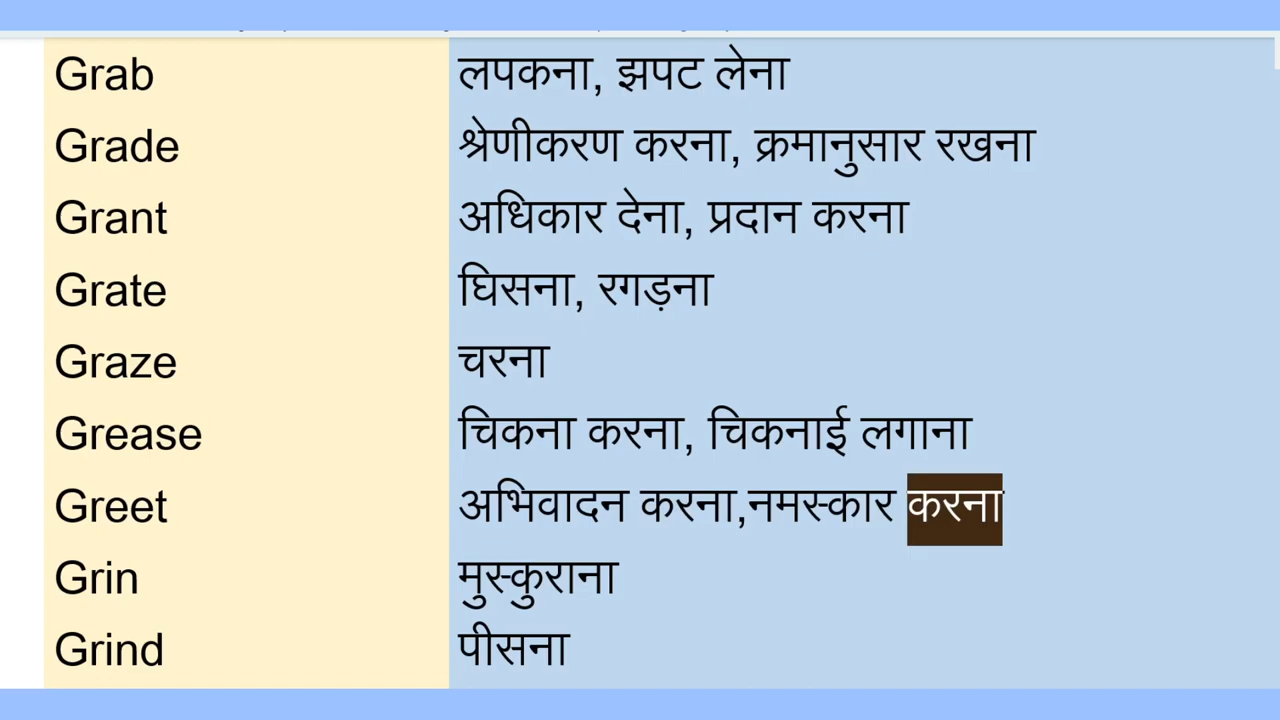 Grab लपकना, झपट लेना
Grade श्रेणीकरण करना, क्रमानुसार रखना
Grant अधिकार देना, प्रदान करना
Grate घिसना, रगड़ना
Graze चरना
Grease चिकना करना, चिकनाई लगाना
Greet अभिवादन करना,नमस्कार करना
Grin मुस्कुराना
Grind पीसना